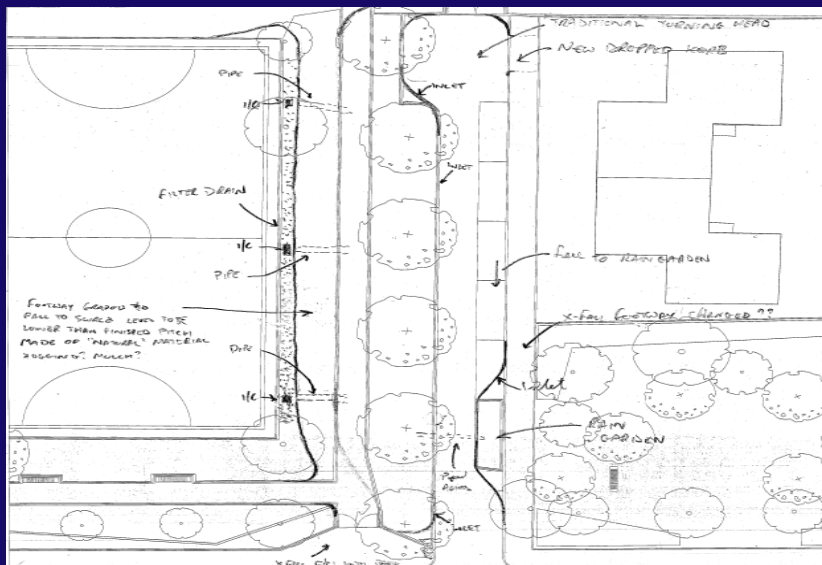 TRADITIONAL TURNING HEAD
NEW DROPPED KERB
PIPE
INLET
I/C
INLET
FILTER DRAIN
I/C
PIPE
fall to RAIN GARDEN
FOOTWAY GRADED TO
FALL TO SWALE LEVEL TO BE
LOWER THAN FINISHED PITCH
MADE OF "NATURAL" MATERIAL
HOGGING? MULCH?
X-FALL FOOTWAY CHANGED ??
PIPE
Inlet
I/C
RAIN
GARDEN
INLET
X-FALL